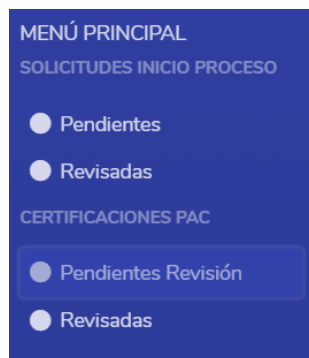 MENÚ PRINCIPAL
SOLICITUDES INICIO PROCESO
Pendientes
Revisadas
CERTIFICACIONES PAC
Pendientes Revisión
Revisadas